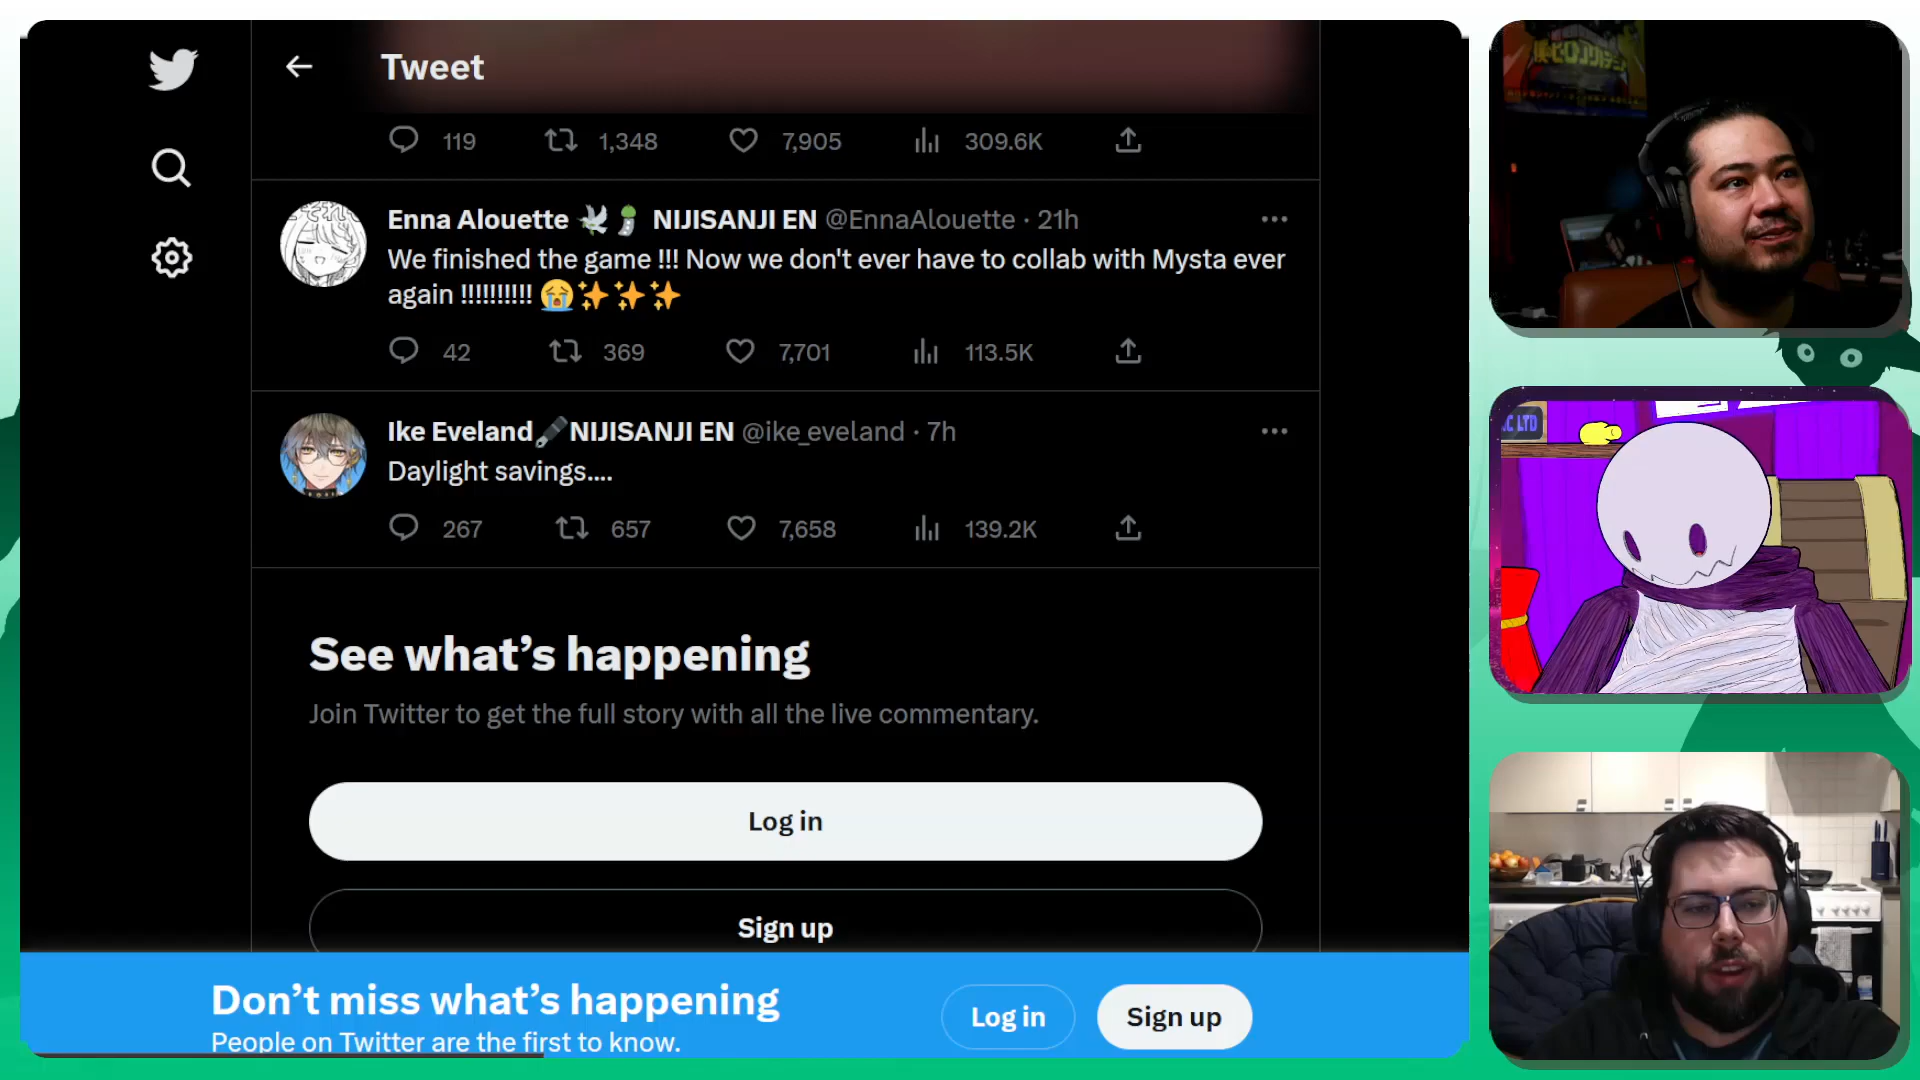 Tweet
119 1,348 7,905 309.6K
Enna Alouette NIJISANJI EN @EnnaAlouette · 21h
We finished the game !!! Now we don't ever have to collab with Mysta ever
again !!!!!!!!!! 😭✨✨✨
42 369 7,701 113.5K
Ike Eveland NIJISANJI EN @ike_eveland · 7h
Daylight savings....
267 657 7,658 139.2K
See what's happening
Join Twitter to get the full story with all the live commentary.
Log in
Sign up
Don't miss what's happening
People on Twitter are the first to know.
Log in
Sign up
LTD